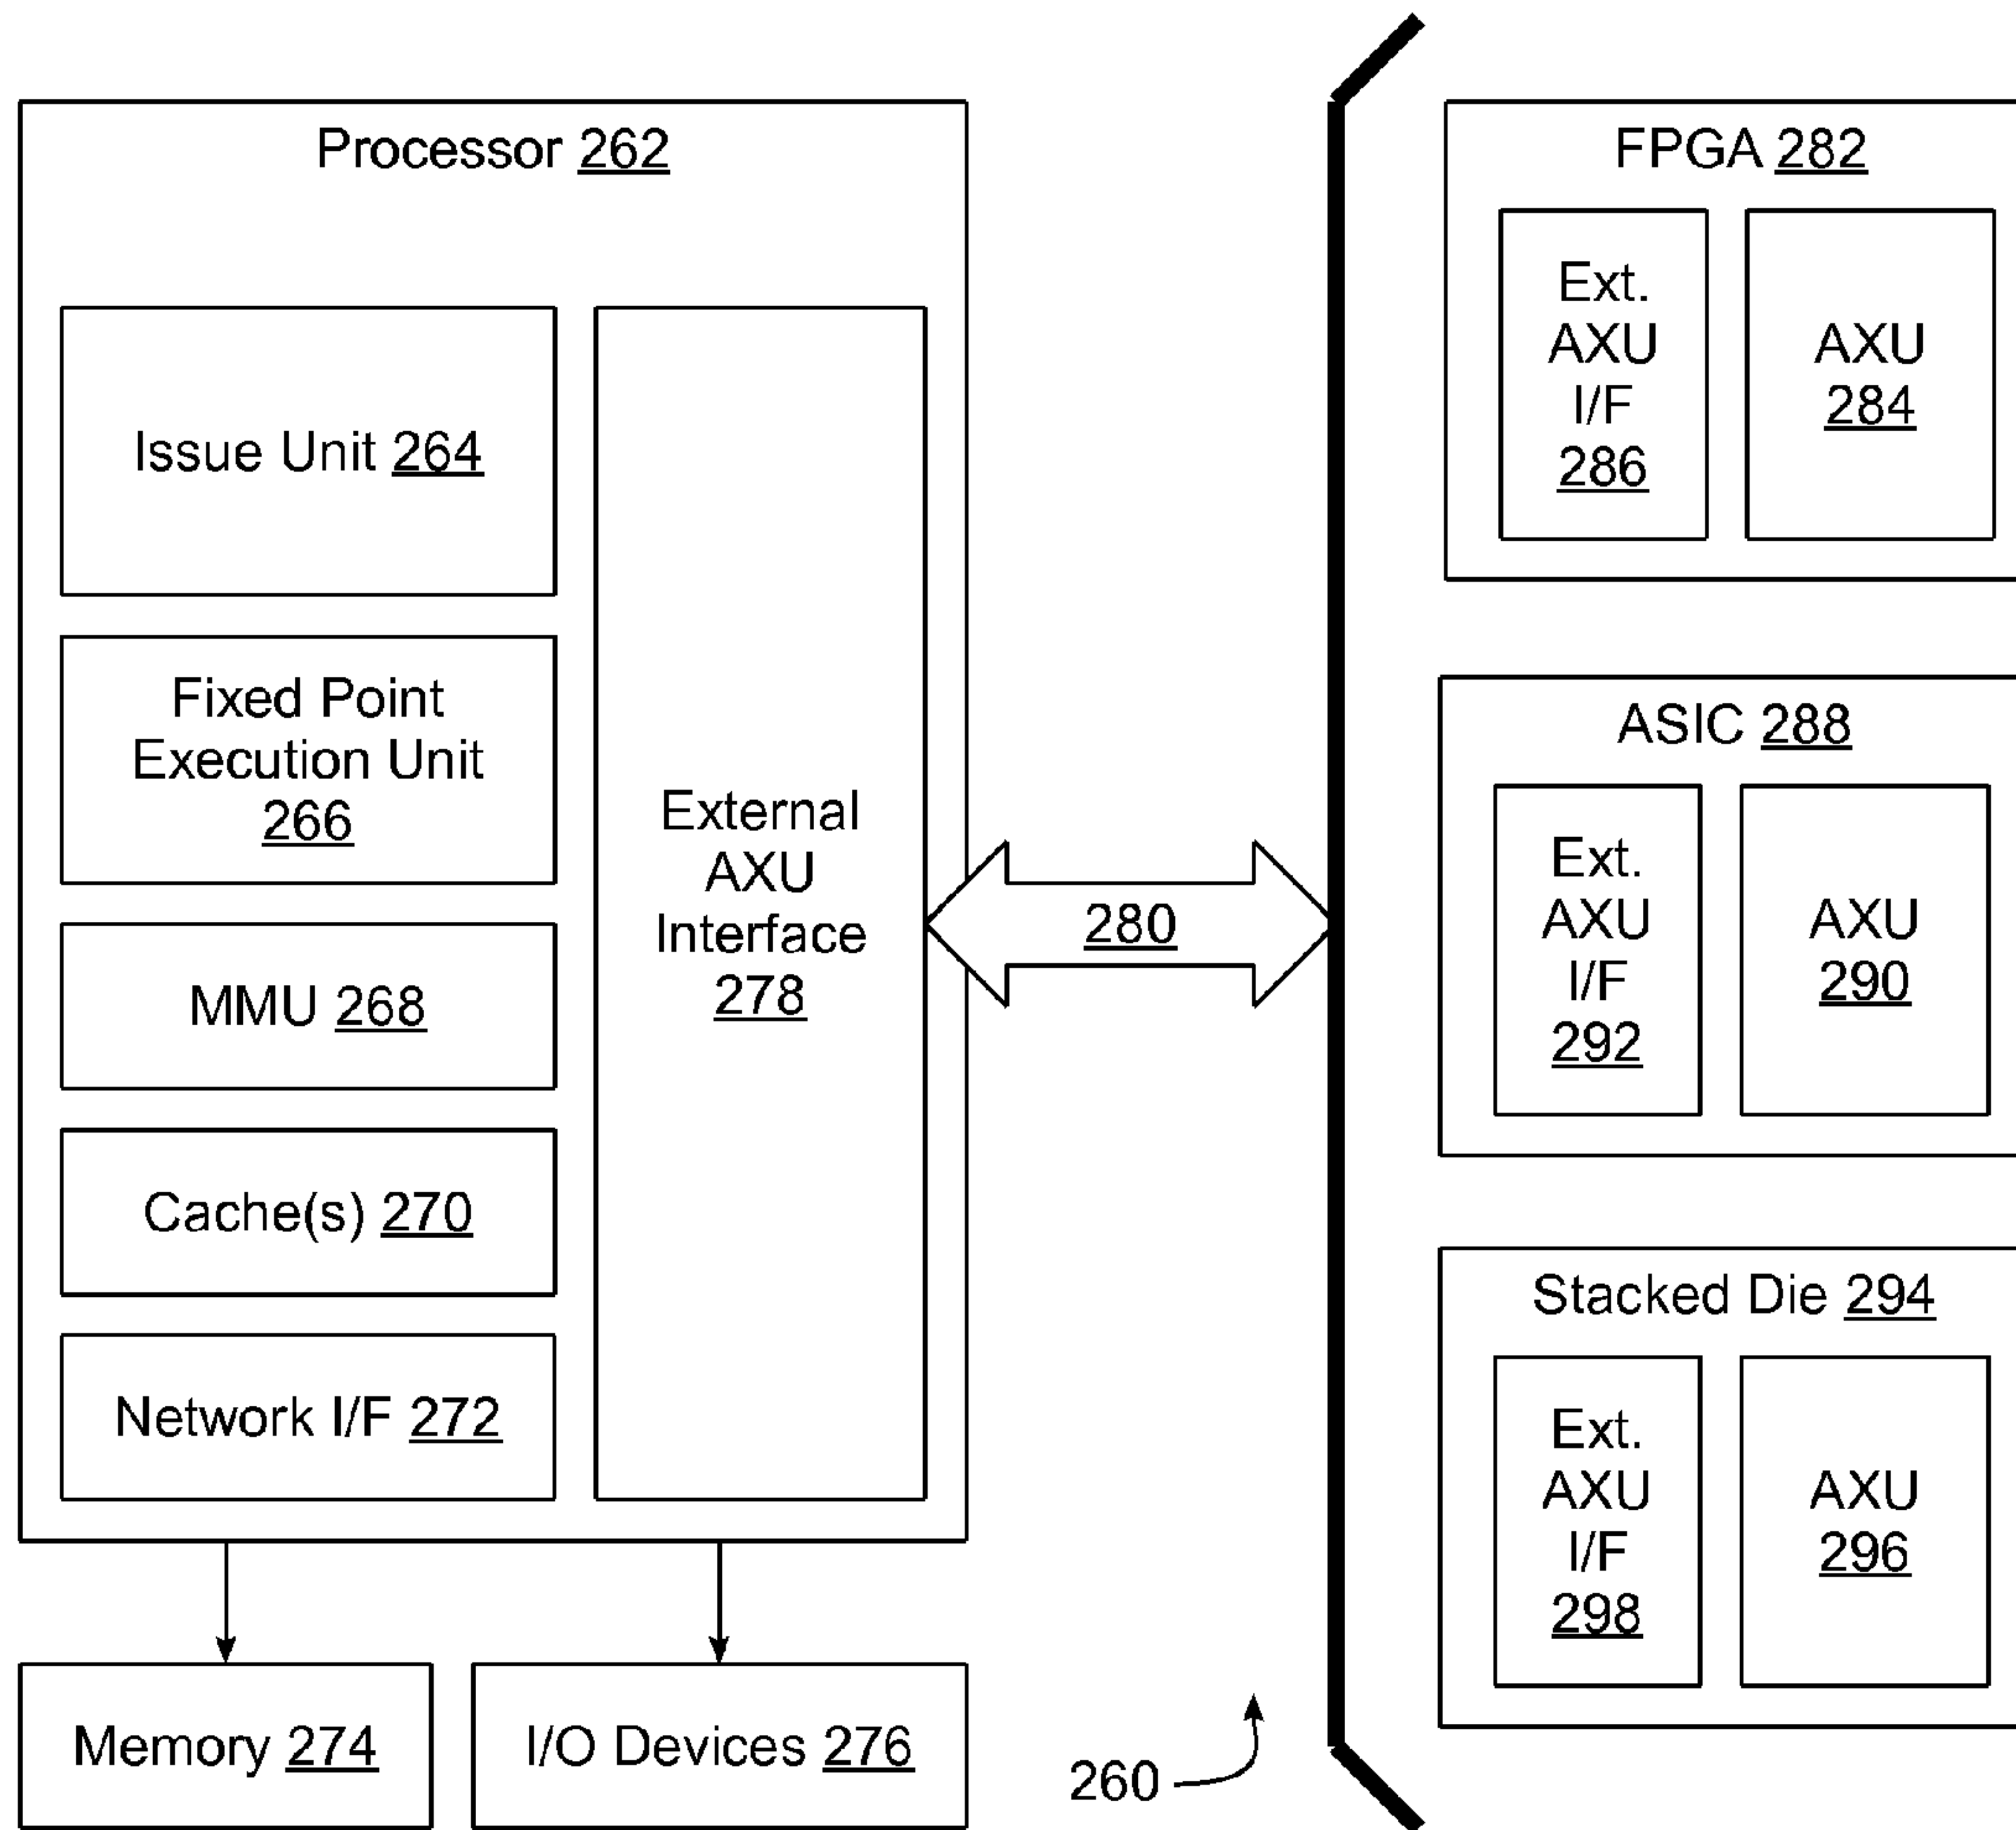 Processor 262
Issue Unit 264
Fixed Point
Execution Unit
266
MMU 268
Cache(s) 270
Network I/F 272
External
AXU
Interface
278
Memory 274
I/O Devices 276
280
260
FPGA 282
Ext.
AXU
I/F
286
AXU
284
ASIC 288
Ext.
AXU
I/F
292
AXU
290
Stacked Die 294
Ext.
AXU
I/F
298
AXU
296